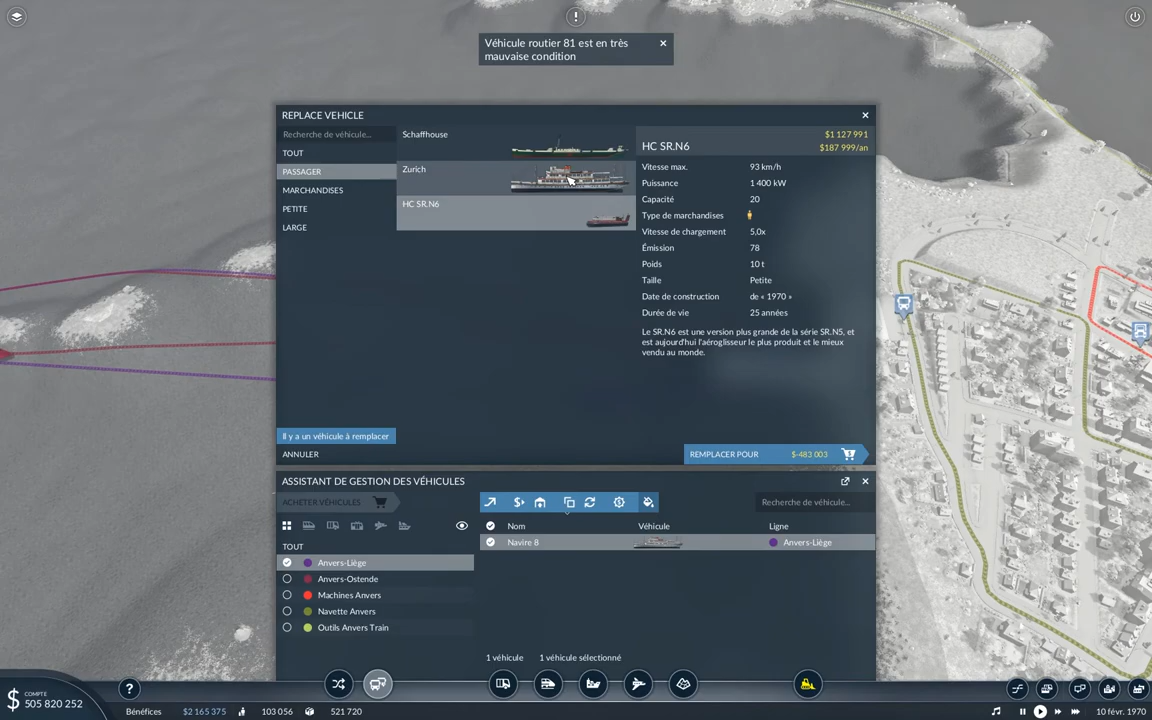 Véhicule routier 81 est en très
mauvaise condition
REPLACE VEHICLE
Recherche de véhicule...
TOUT
PASSAGER
MARCHANDISES
PETITE
LARGE
Schaffhouse
Zurich
HC SR.N6
HC SR.N6
$1 127 991
$187 999/an
Vitesse max. 93 km/h
Puissance 1 400 kW
Capacité 20
Type de marchandises
Vitesse de chargement 5,0x
Émission 78
Poids 10 t
Taille Petite
Date de construction de « 1970 »
Durée de vie 25 années
Le SR.N6 est une version plus grande de la série SR.N5, et
est aujourd'hui l'aéroglisseur le plus produit et le mieux
vendu au monde.
Il y a un véhicule à remplacer
ANNULER
REMPLACER POUR $-483 003
ASSISTANT DE GESTION DES VÉHICULES
ACHETER VÉHICULES
Recherche de véhicule...
TOUT
Anvers-Liège
Anvers-Ostende
Machines Anvers
Navette Anvers
Outils Anvers Train
Nom Véhicule Ligne
Navire 8 Anvers-Liège
1 véhicule 1 véhicule sélectionné
COMPTE
505 820 252
Bénéfices $2 165 375 103 056 521 720
10 févr. 1970